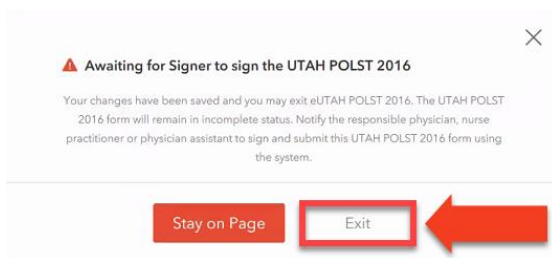 Awaiting for Signer to sign the UTAH POLST 2016
Your changes have been saved and you may exit eUTAH POLST 2016. The UTAH POLST
2016 form will remain in incomplete status. Notify the responsible physician, nurse
practitioner or physician assistant to sign and submit this UTAH POLST 2016 form using
the system.
Stay on Page
Exit